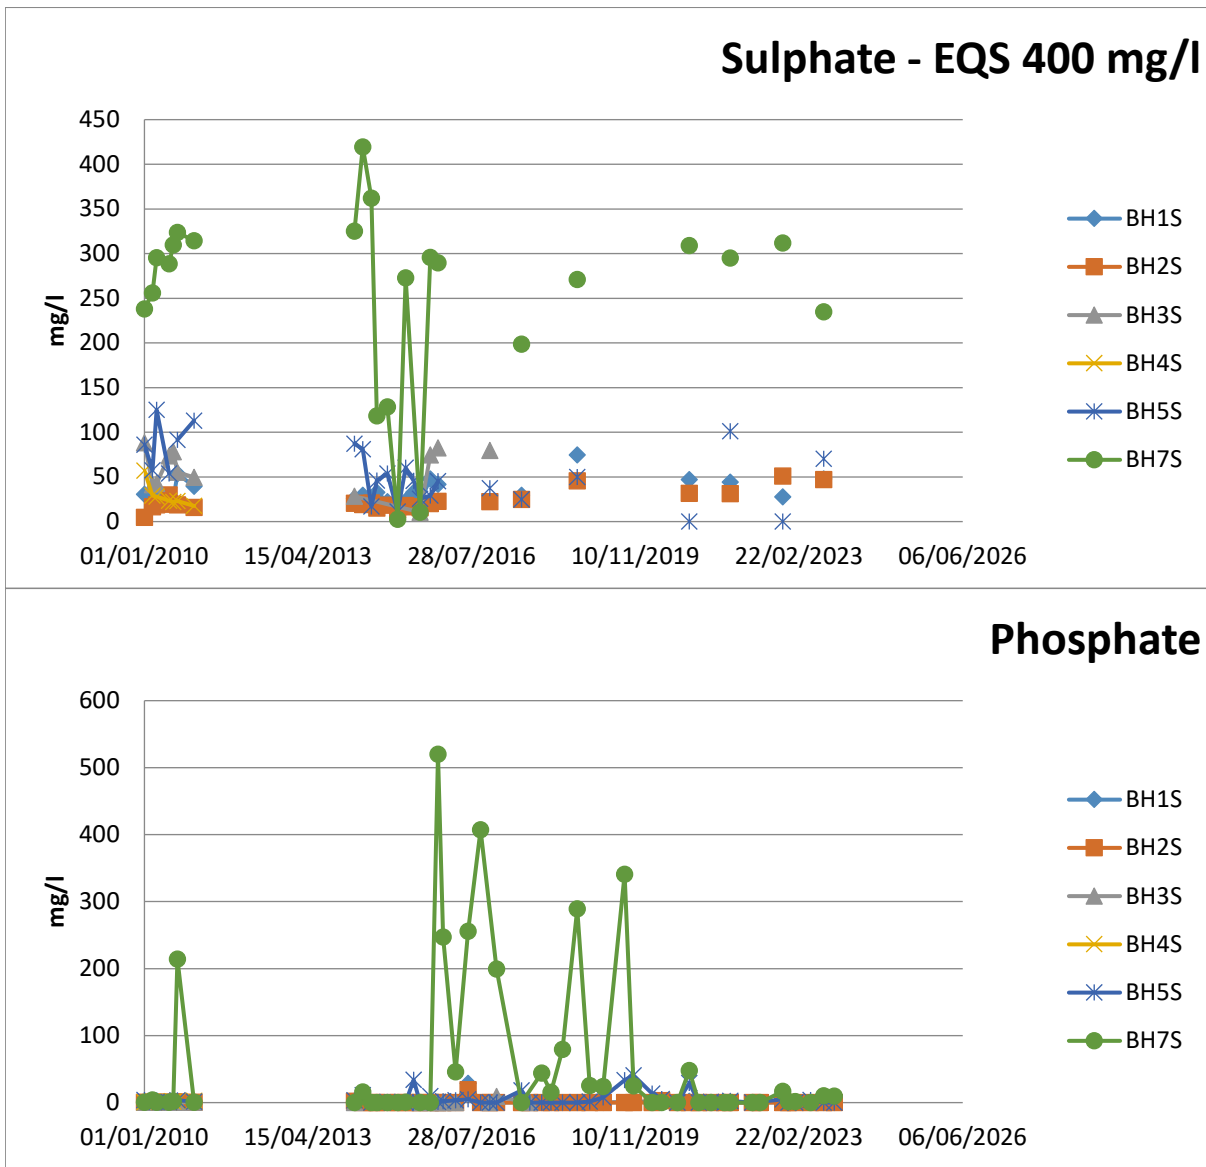 Sulphate - EQS 400 mg/l
450
400
350
300
250
200
150
100
50
0
mg/l
01/01/2010 15/04/2013 28/07/2016 10/11/2019 22/02/2023 06/06/2026
BH1S
BH2S
BH3S
BH4S
BH5S
BH7S
Phosphate
600
500
400
300
200
100
0
mg/l
01/01/2010 15/04/2013 28/07/2016 10/11/2019 22/02/2023 06/06/2026
BH1S
BH2S
BH3S
BH4S
BH5S
BH7S